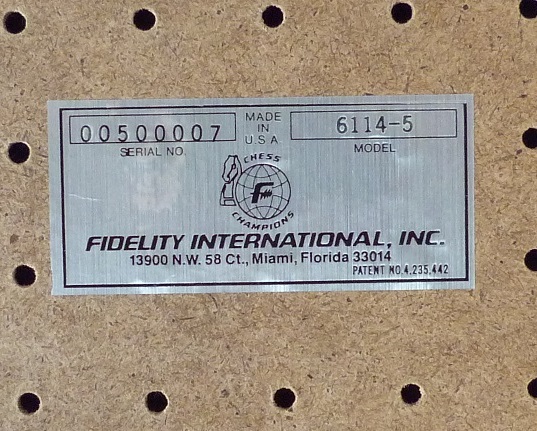 00500007
SERIAL NO.
MADE
IN
U.S.A
6114-5
MODEL
CHESS
F
CHAMPIONS
FIDELITY INTERNATIONAL, INC.
13900 N.W. 58 Ct., Miami, Florida 33014
PATENT NO.4,235,442